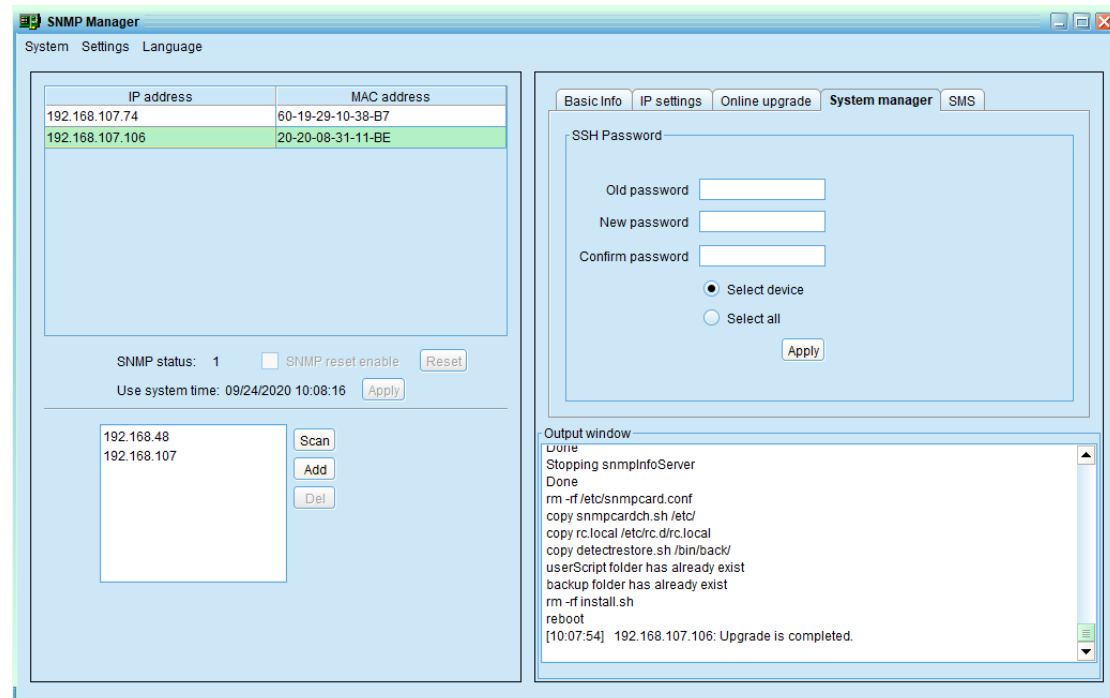 SNMP Manager
System Settings Language
IP address MAC address
192.168.107.74 60-19-29-10-38-B7
192.168.107.106 20-20-08-31-11-BE
SNMP status: 1 SNMP reset enable Reset
Use system time: 09/24/2020 10:08:16 Apply
192.168.48
192.168.107
Scan
Add
Del
Basic Info IP settings Online upgrade System manager SMS
SSH Password
Old password
New password
Confirm password
Select device
Select all
Apply
Output window
Done
Stopping snmpInfoServer
Done
rm -rf /etc/snmpcard.conf
copy snmpcardch.sh /etc/
copy rc.local /etc/rc.d/rc.local
copy detectrestore.sh /bin/back/
userScript folder has already exist
backup folder has already exist
rm -rf install.sh
reboot
[10:07:54] 192.168.107.106: Upgrade is completed.